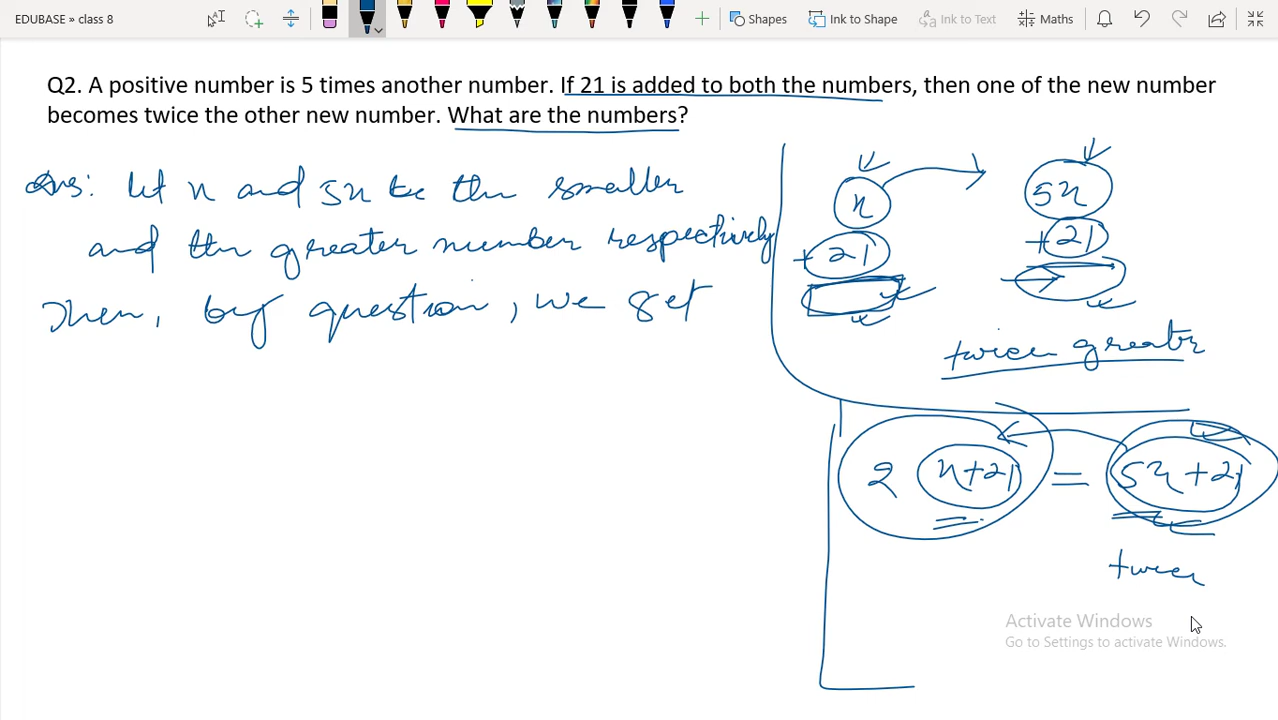 EDUBASE » class 8
Shapes
Ink to Shape
Ink to Text
Maths
Q2. A positive number is 5 times another number. If 21 is added to both the numbers, then one of the new number
becomes twice the other new number. What are the numbers?
Ans: let x and 5x be the smaller
and the greater number respectively
Then, by question, we get
x 5x
+21 +21
twice greater
2 (x+21) = 5x+21
twice
Activate Windows
Go to Settings to activate Windows.